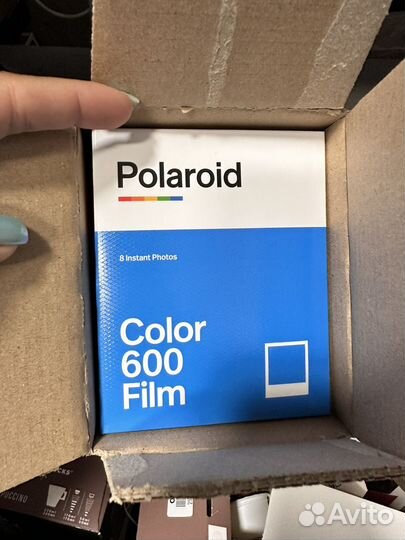 Polaroid
8 Instant Photos
Color
600
Film
Avito